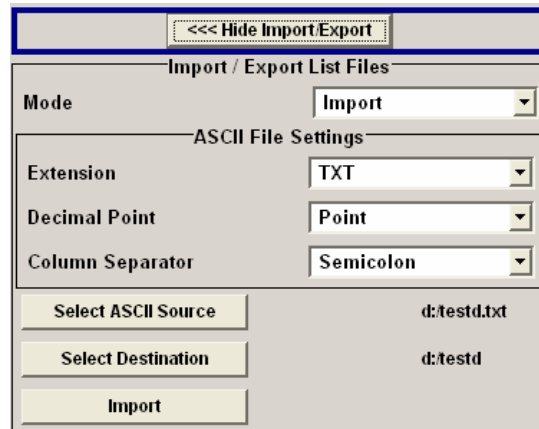 <<< Hide Import/Export
Import / Export List Files
Mode Import
ASCII File Settings
Extension TXT
Decimal Point Point
Column Separator Semicolon
Select ASCII Source d:/testd.txt
Select Destination d:/testd
Import